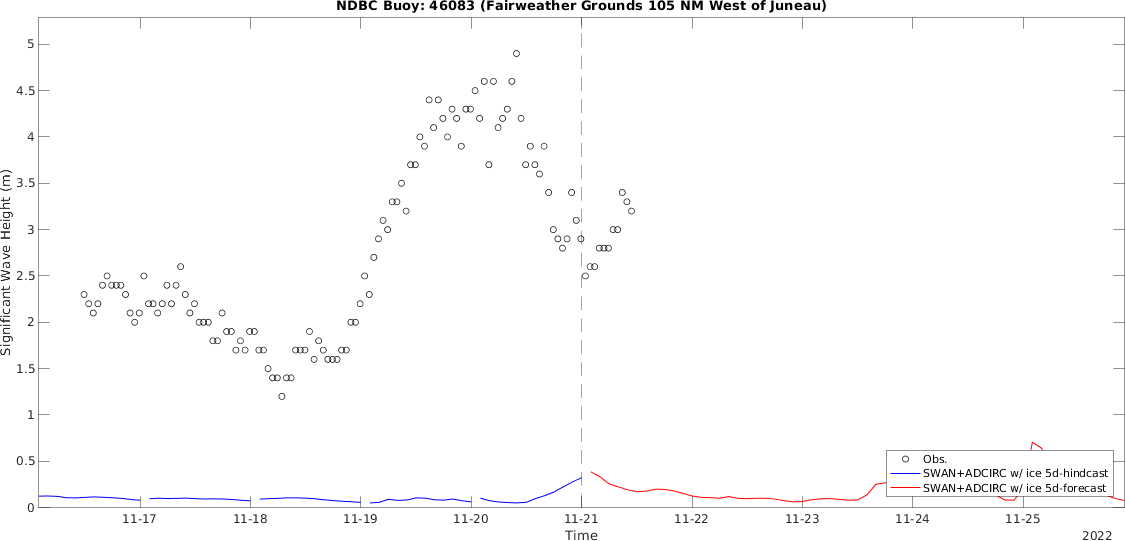 NDBC Buoy: 46083 (Fairweather Grounds 105 NM West of Juneau)
Significant Wave Height (m)
5
4.5
4
3.5
3
2.5
2
1.5
1
0.5
0
Obs.
SWAN+ADCIRC w/ ice 5d-hindcast
SWAN+ADCIRC w/ ice 5d-forecast
11-17 11-18 11-19 11-20 11-21 11-22 11-23 11-24 11-25
Time
2022